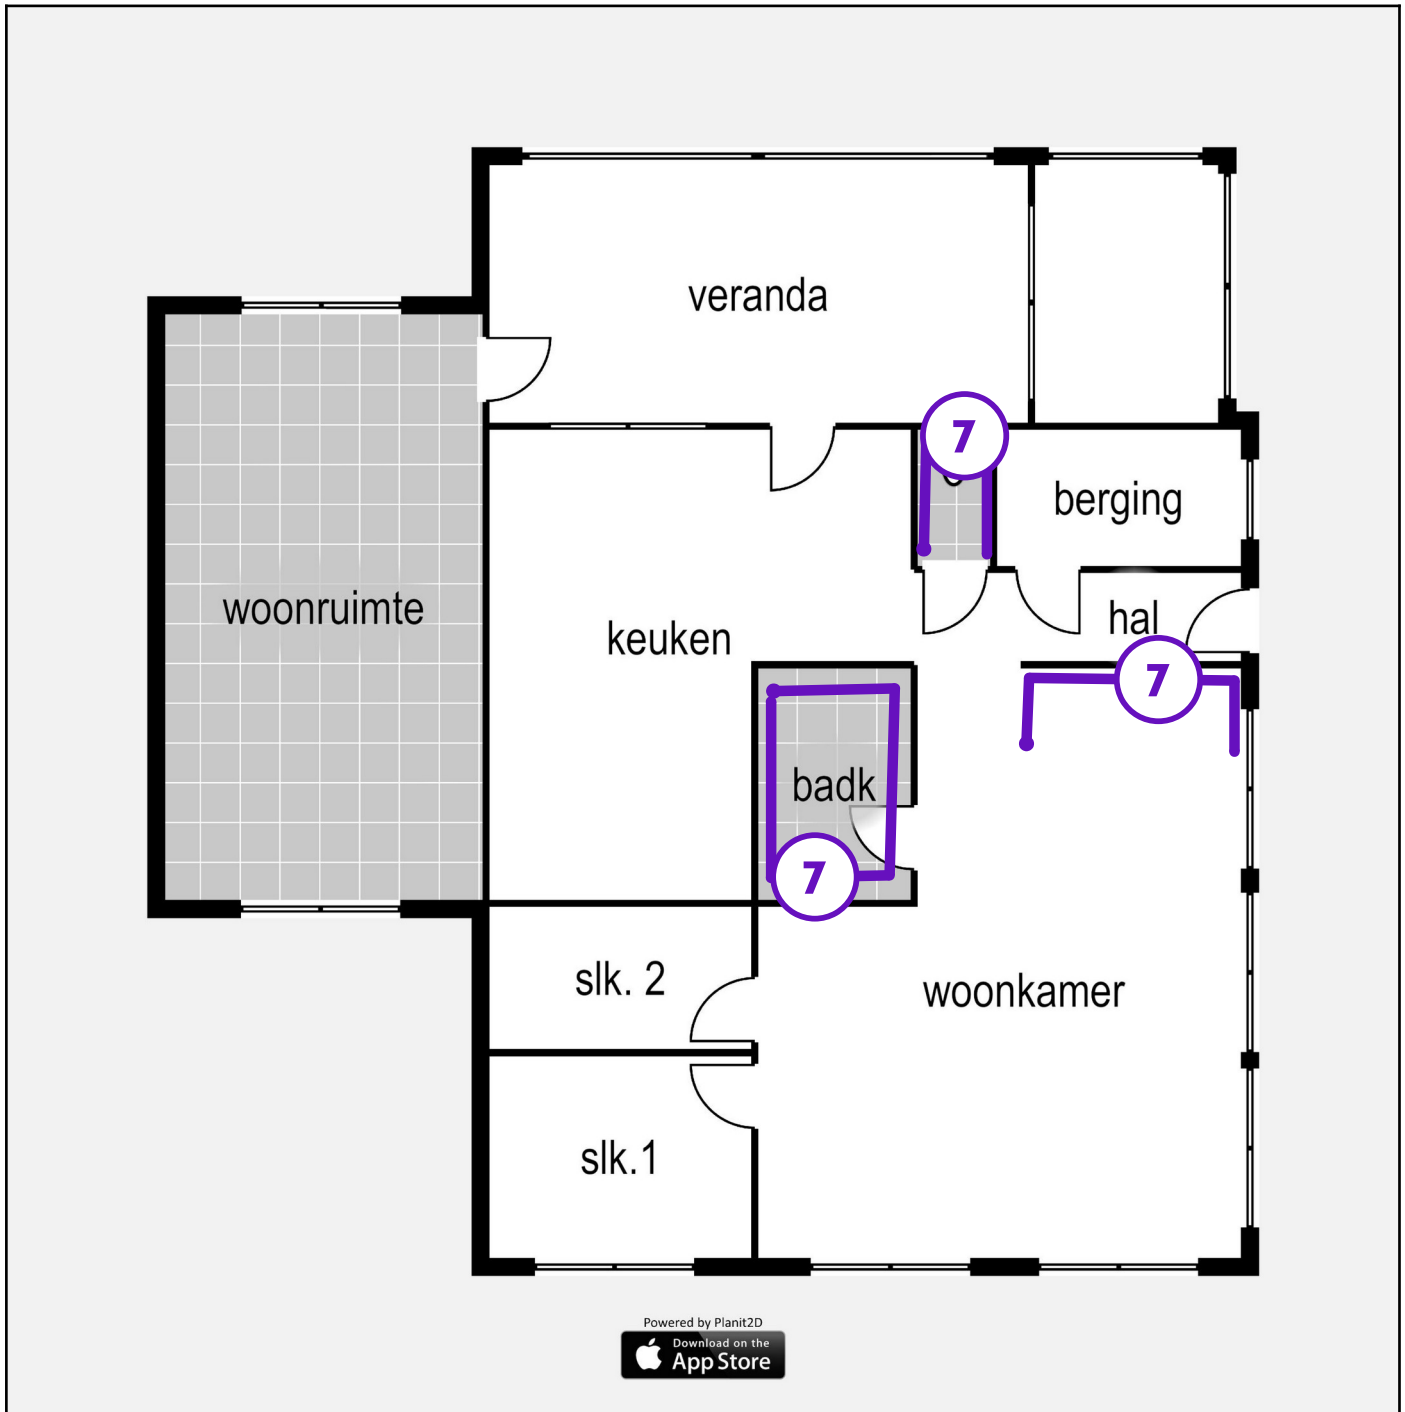 veranda
7
berging
woonruimte
hal
keuken
7
badk
7
slk. 2
woonkamer
slk.1
Powered by Planit2D
Download on the
App Store